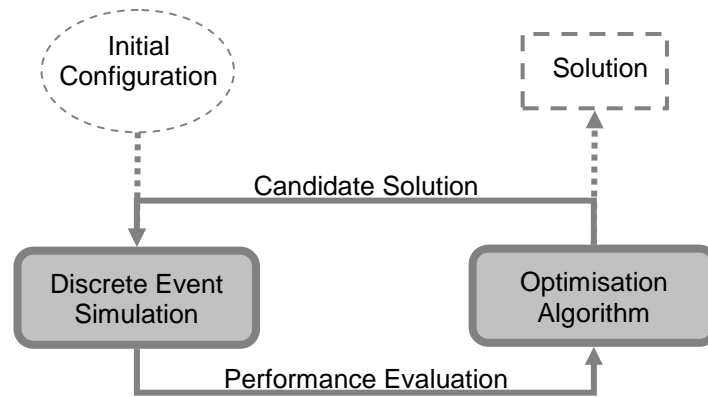 Initial
Configuration
Solution
Candidate Solution
Discrete Event
Simulation
Optimisation
Algorithm
Performance Evaluation